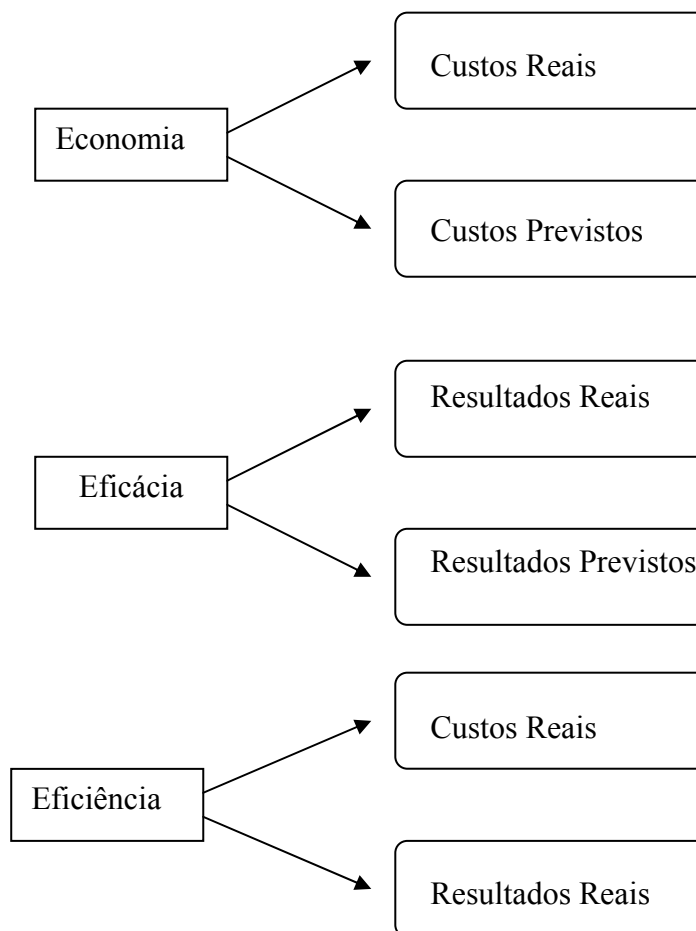 Custos Reais
Economia
Custos Previstos
Resultados Reais
Eficácia
Resultados Previstos
Custos Reais
Eficiência
Resultados Reais